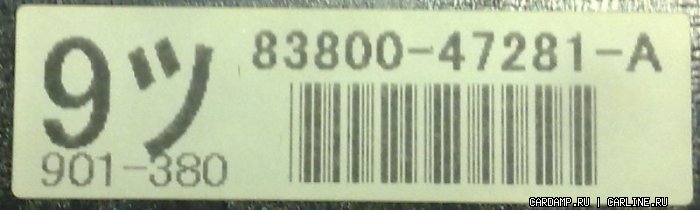 9ツ
83800-47281-A
901-380
CARDAMP.RU | CARLINE.RU